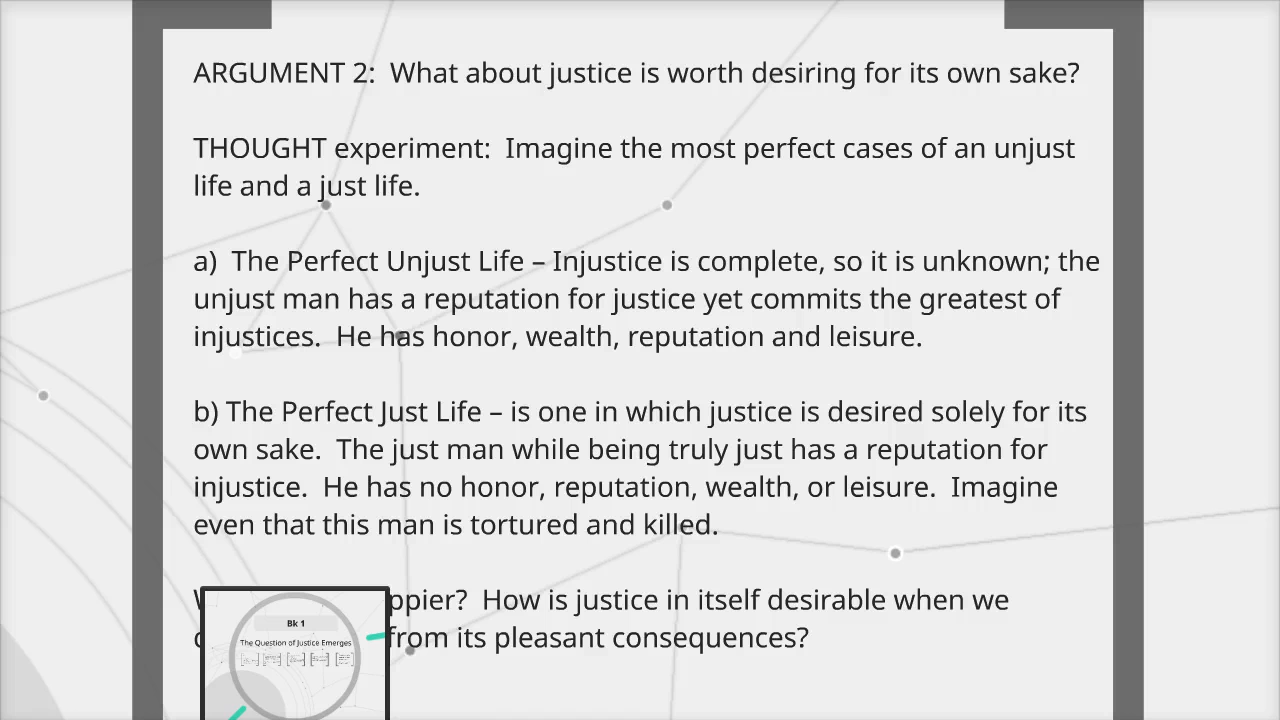 ARGUMENT 2:  What about justice is worth desiring for its own sake?
THOUGHT experiment:  Imagine the most perfect cases of an unjust
life and a just life.
a)  The Perfect Unjust Life – Injustice is complete, so it is unknown; the
unjust man has a reputation for justice yet commits the greatest of
injustices.  He has honor, wealth, reputation and leisure.
b) The Perfect Just Life – is one in which justice is desired solely for its
own sake.  The just man while being truly just has a reputation for
injustice.  He has no honor, reputation, wealth, or leisure.  Imagine
even that this man is tortured and killed.
How is justice in itself desirable when we
from its pleasant consequences?
Bk 1
The Question of Justice Emerges